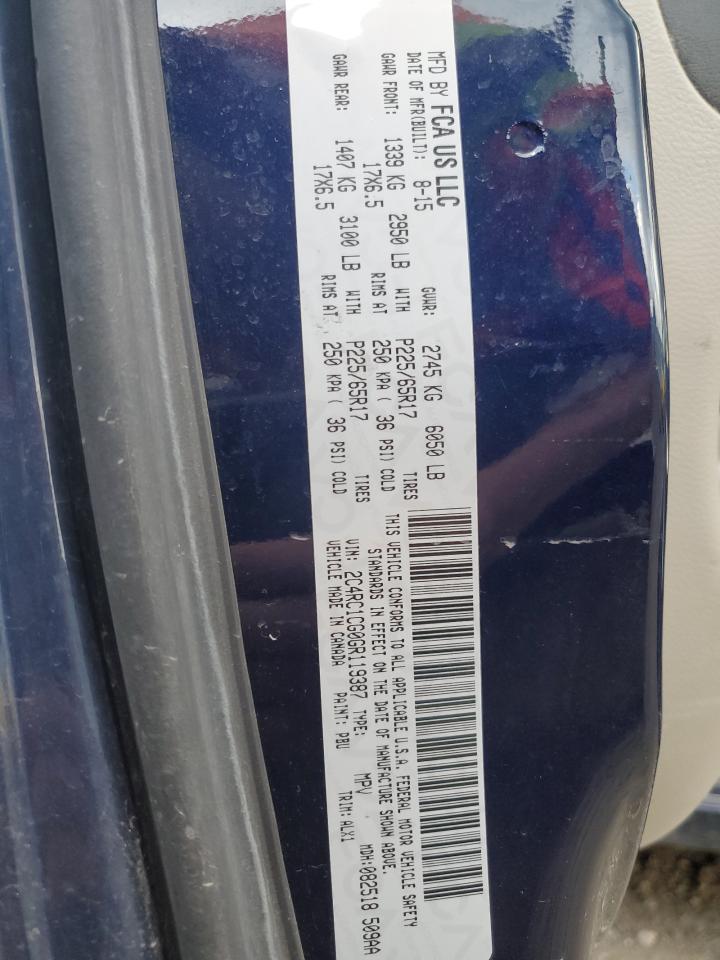 MFD BY FCA US LLC
DATE OF MFR(BUILT): 8-15 GVWR: 2745 KG 6050 LB
GAWR FRONT: 1339 KG 2950 LB WITH P225/65R17 TIRES
17X6.5 RIMS AT 250 KPA ( 36 PSI) COLD
GAWR REAR: 1407 KG 3100 LB WITH P225/65R17 TIRES
17X6.5 RIMS AT 250 KPA ( 36 PSI) COLD
THIS VEHICLE CONFORMS TO ALL APPLICABLE U.S.A. FEDERAL MOTOR VEHICLE SAFETY
STANDARDS IN EFFECT ON THE DATE OF MANUFACTURE SHOWN ABOVE.
VIN: 2C4RC1CG0GR119387 TYPE: MPV MDH:082518 509AA
VEHICLE MADE IN CANADA PAINT: PBU TRIM: ALX1